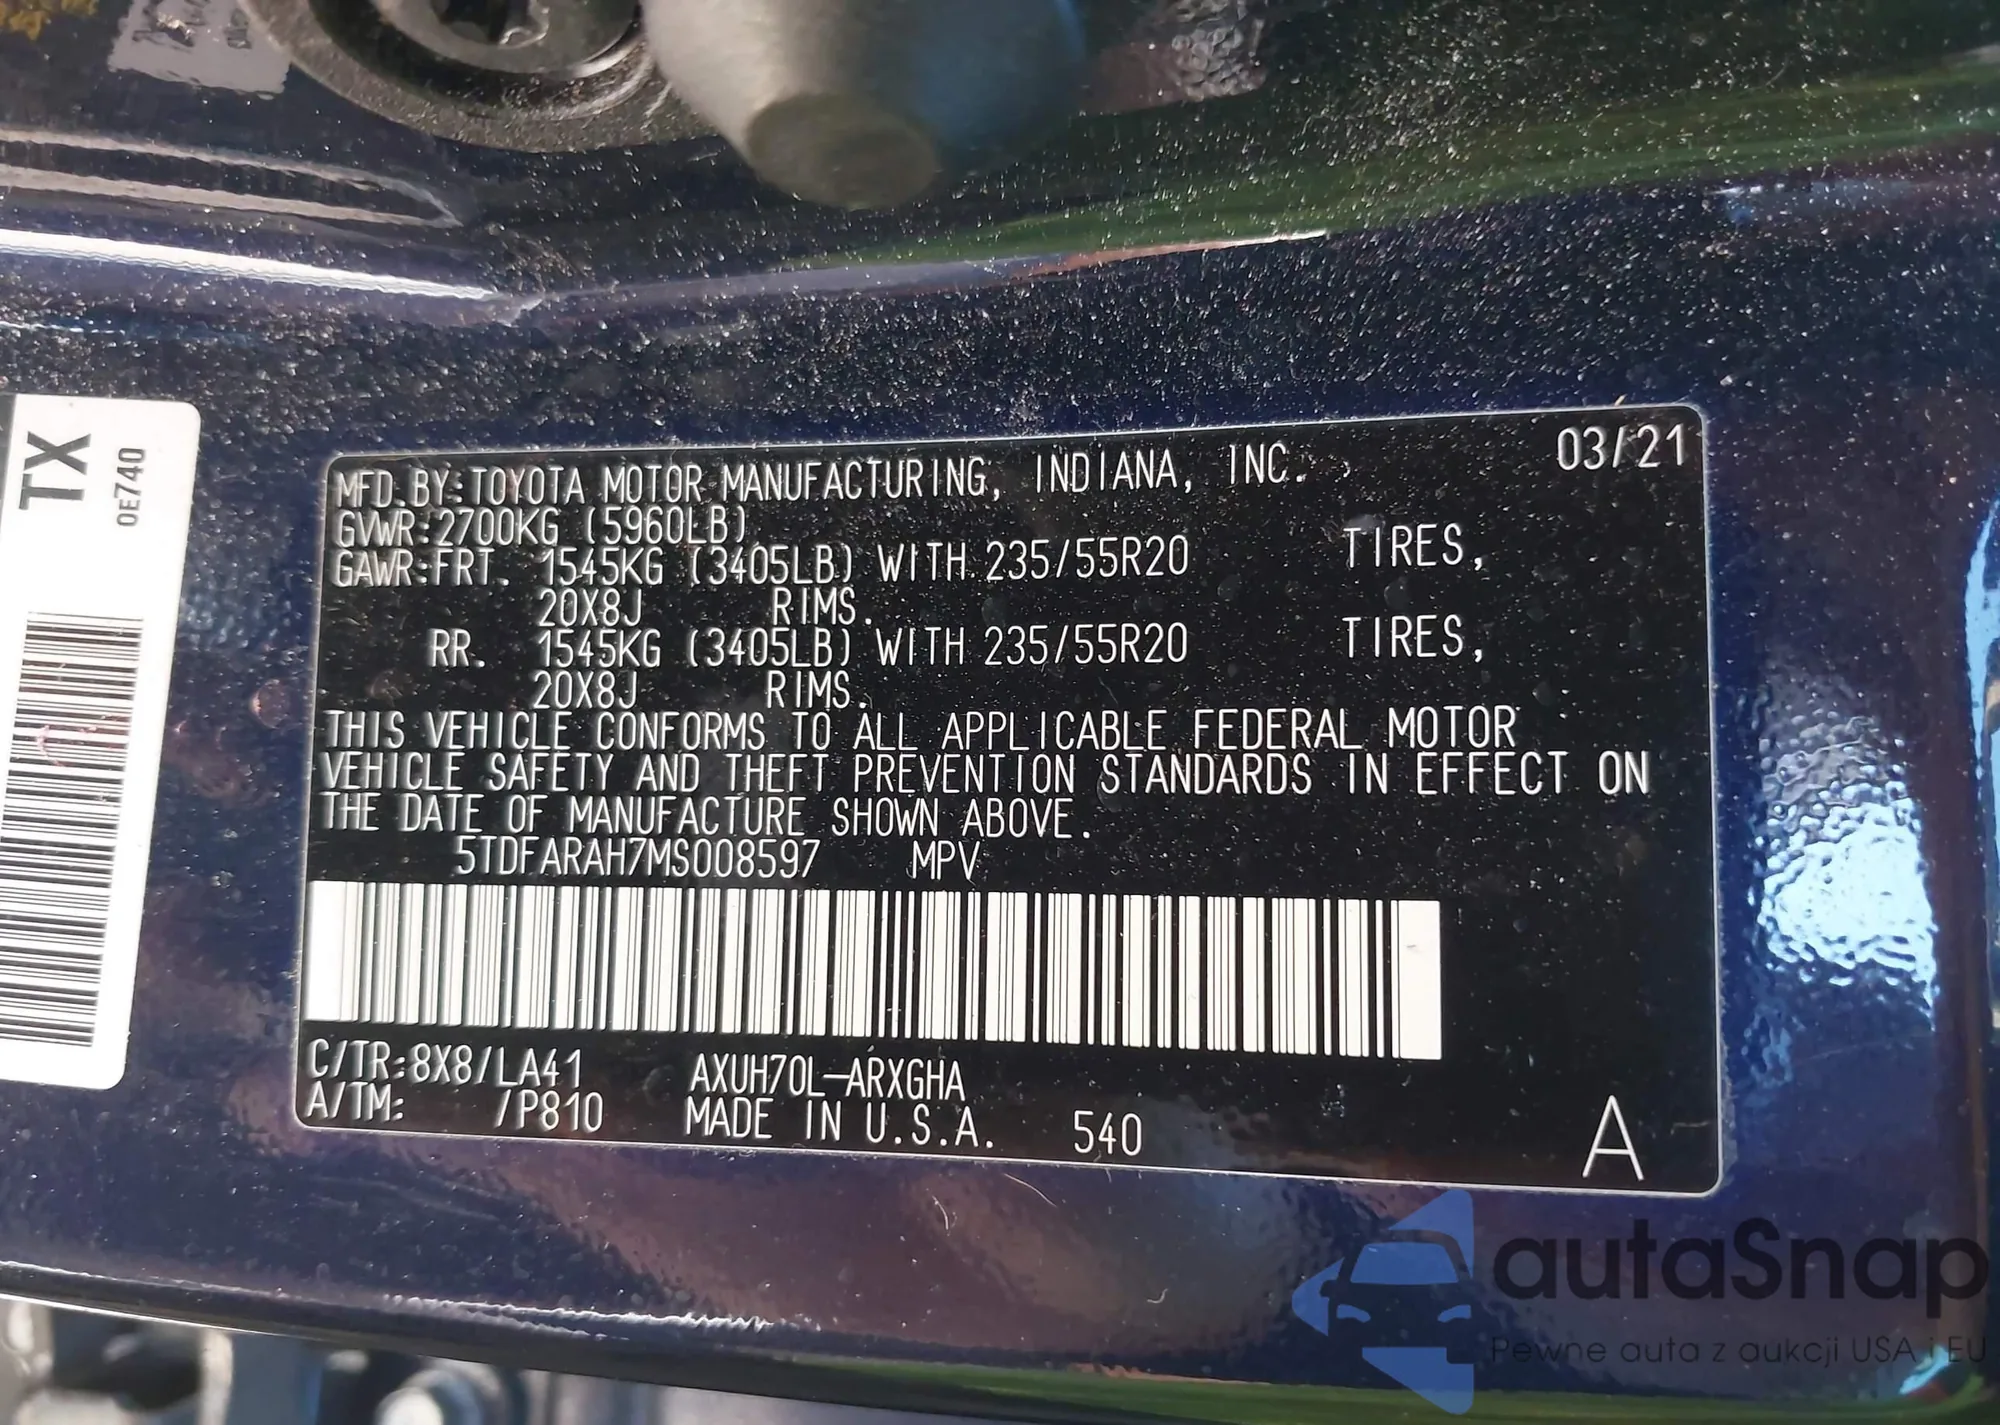 TX
0E740
MFD.BY:TOYOTA MOTOR MANUFACTURING, INDIANA, INC. 03/21
GVWR:2700KG (5960LB)
GAWR:FRT. 1545KG (3405LB) WITH 235/55R20 TIRES,
20X8J RIMS.
RR. 1545KG (3405LB) WITH 235/55R20 TIRES,
20X8J RIMS.
THIS VEHICLE CONFORMS TO ALL APPLICABLE FEDERAL MOTOR
VEHICLE SAFETY AND THEFT PREVENTION STANDARDS IN EFFECT ON
THE DATE OF MANUFACTURE SHOWN ABOVE.
5TDFARAH7MS008597 MPV
C/TR:8X8/LA41 AXUH70L-ARXGHA
A/TM: /P810 MADE IN U.S.A. 540 A
autaSnap
Pewne auta z aukcji USA i EU